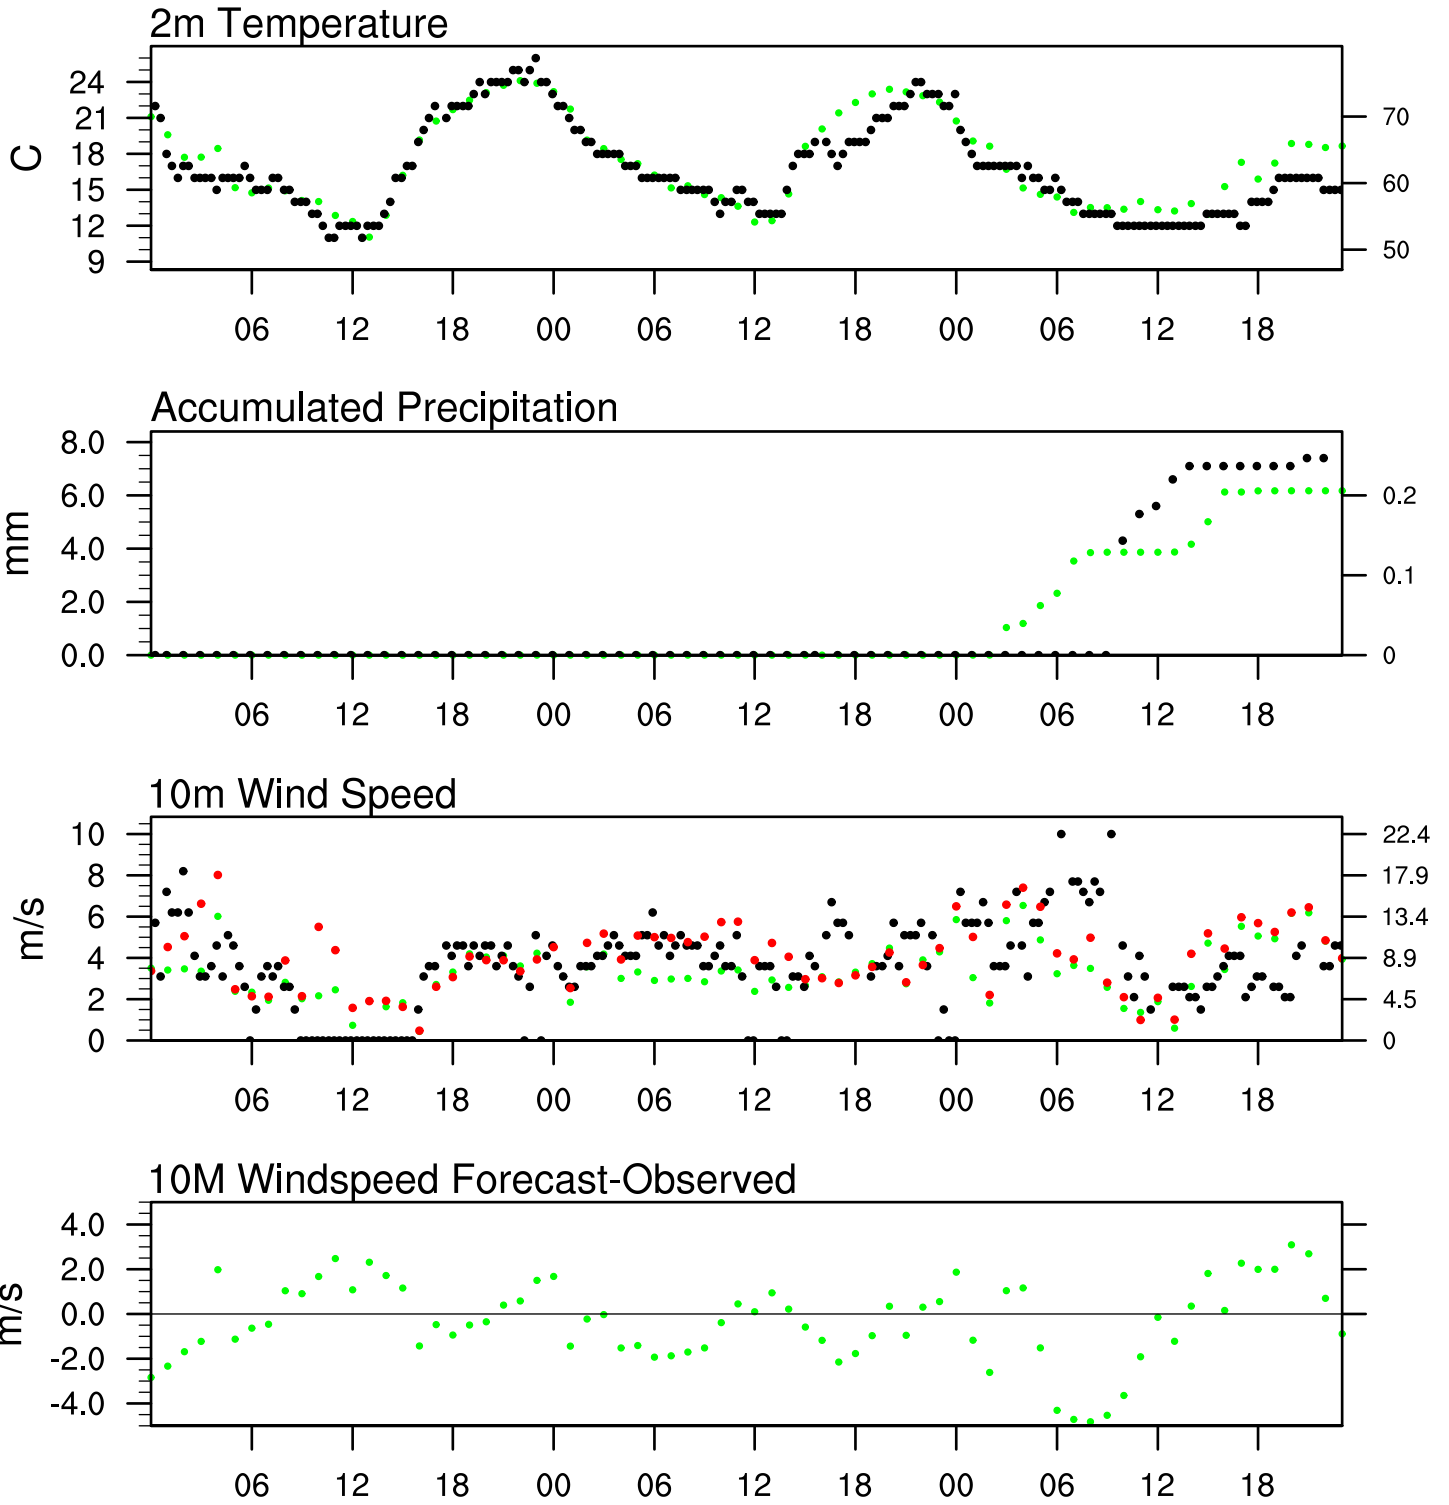 2m Temperature
24
21
18
15
12
9
C
70
60
50
06 12 18 00 06 12 18 00 06 12 18
Accumulated Precipitation
8.0
6.0
4.0
2.0
0.0
mm
0.2
0.1
0
06 12 18 00 06 12 18 00 06 12 18
10m Wind Speed
10
8
6
4
2
0
m/s
22.4
17.9
13.4
8.9
4.5
0
06 12 18 00 06 12 18 00 06 12 18
10M Windspeed Forecast-Observed
4.0
2.0
0.0
-2.0
-4.0
m/s
06 12 18 00 06 12 18 00 06 12 18